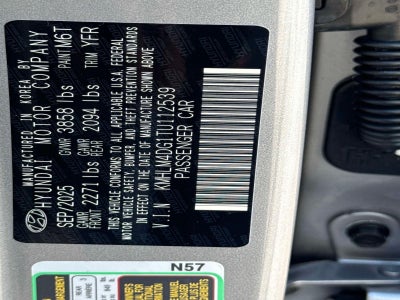 MANUFACTURED IN KOREA BY
HYUNDAI MOTOR COMPANY
SEP/2025 GVWR 3858 lbs PAINT M6T
GAWR FRONT 2271 lbs GAWR REAR 2094 lbs TRIM YFR
THIS VEHICLE CONFORMS TO ALL APPLICABLE U.S.A. FEDERAL
MOTOR VEHICLE SAFETY, BUMPER, AND THEFT PREVENTION STANDARDS
IN EFFECT ON THE DATE OF MANUFACTURE SHOWN ABOVE
V.I.N KMHLM4DG1TU112539
PASSENGER CAR
N57
REAR